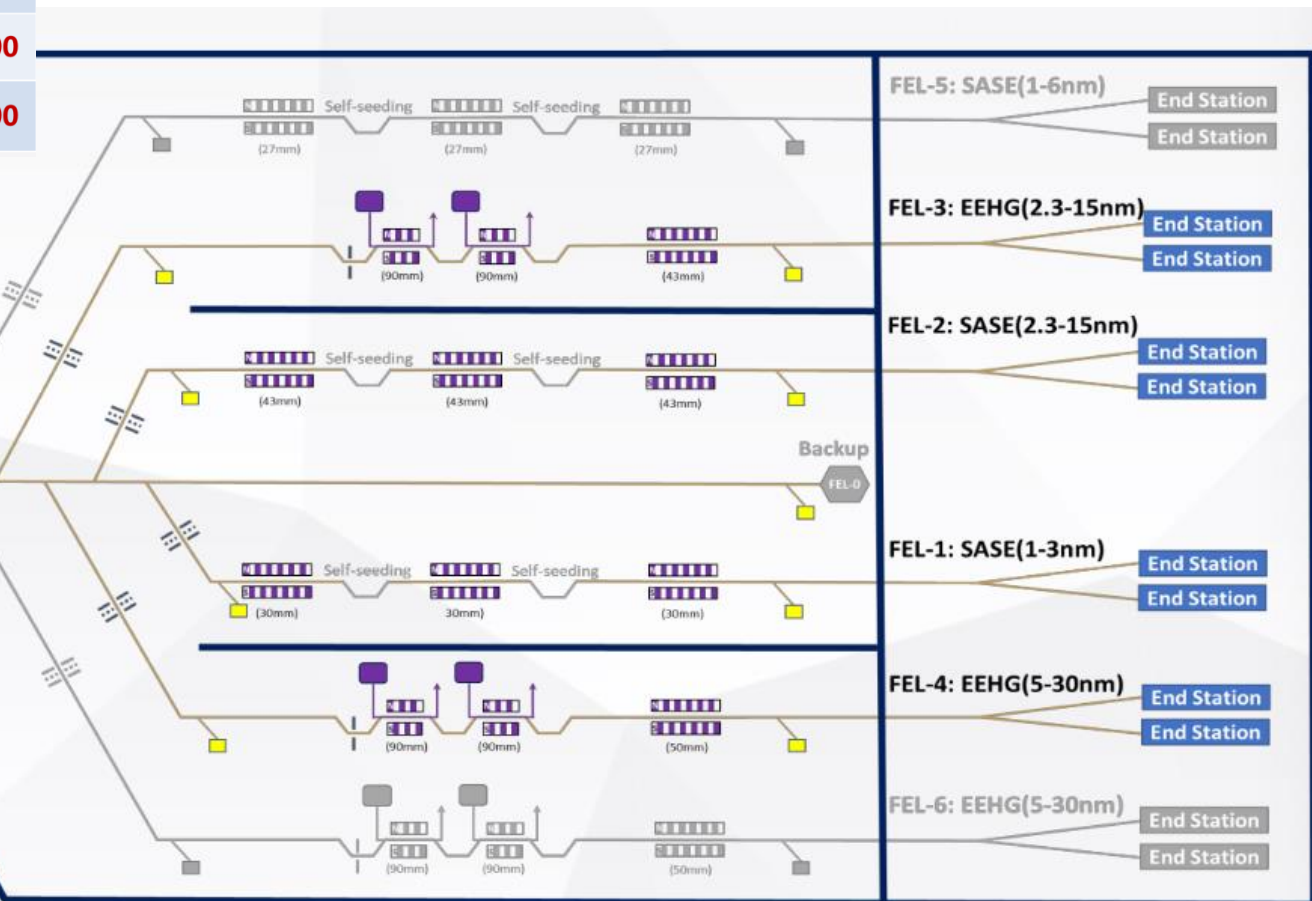 00
00
FEL-5: SASE(1-6nm)
Self-seeding Self-seeding
End Station
End Station
(27mm) (27mm) (27mm)
FEL-3: EEHG(2.3-15nm)
End Station
End Station
(90mm) (90mm) (43mm)
FEL-2: SASE(2.3-15nm)
End Station
Self-seeding Self-seeding
End Station
(43mm) (43mm) (43mm)
Backup
FEL-0
FEL-1: SASE(1-3nm)
End Station
Self-seeding Self-seeding
End Station
(30mm) 30mm) (30mm)
FEL-4: EEHG(5-30nm)
End Station
End Station
(90mm) (90mm) (50mm)
FEL-6: EEHG(5-30nm)
End Station
End Station
(90mm) (90mm) (50mm)